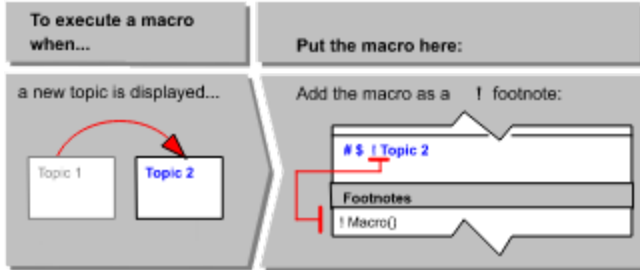 To execute a macro
when...
Put the macro here:
a new topic is displayed...
Add the macro as a ! footnote:
Topic 1
Topic 2
# $ ! Topic 2
Footnotes
! Macro()